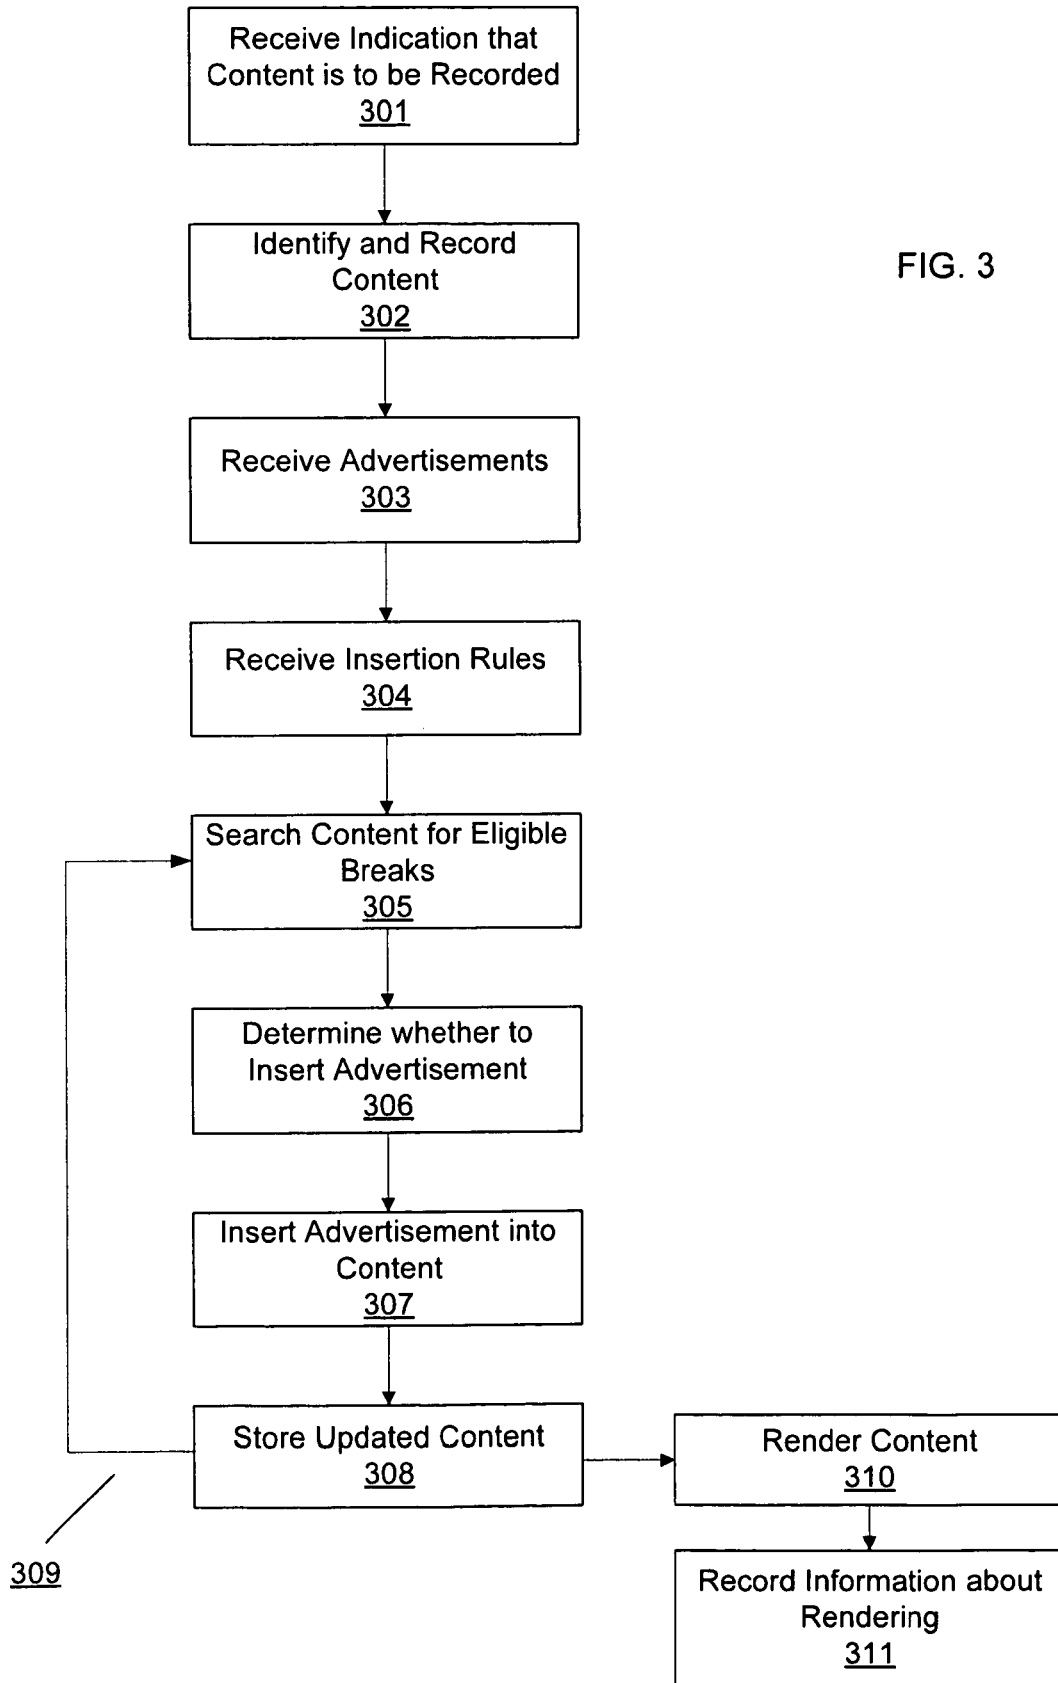 Receive Indication that
Content is to be Recorded
301
Identify and Record
Content
302
FIG. 3
Receive Advertisements
303
Receive Insertion Rules
304
Search Content for Eligible
Breaks
305
Determine whether to
Insert Advertisement
306
Insert Advertisement into
Content
307
Store Updated Content
308
Render Content
310
309
Record Information about
Rendering
311